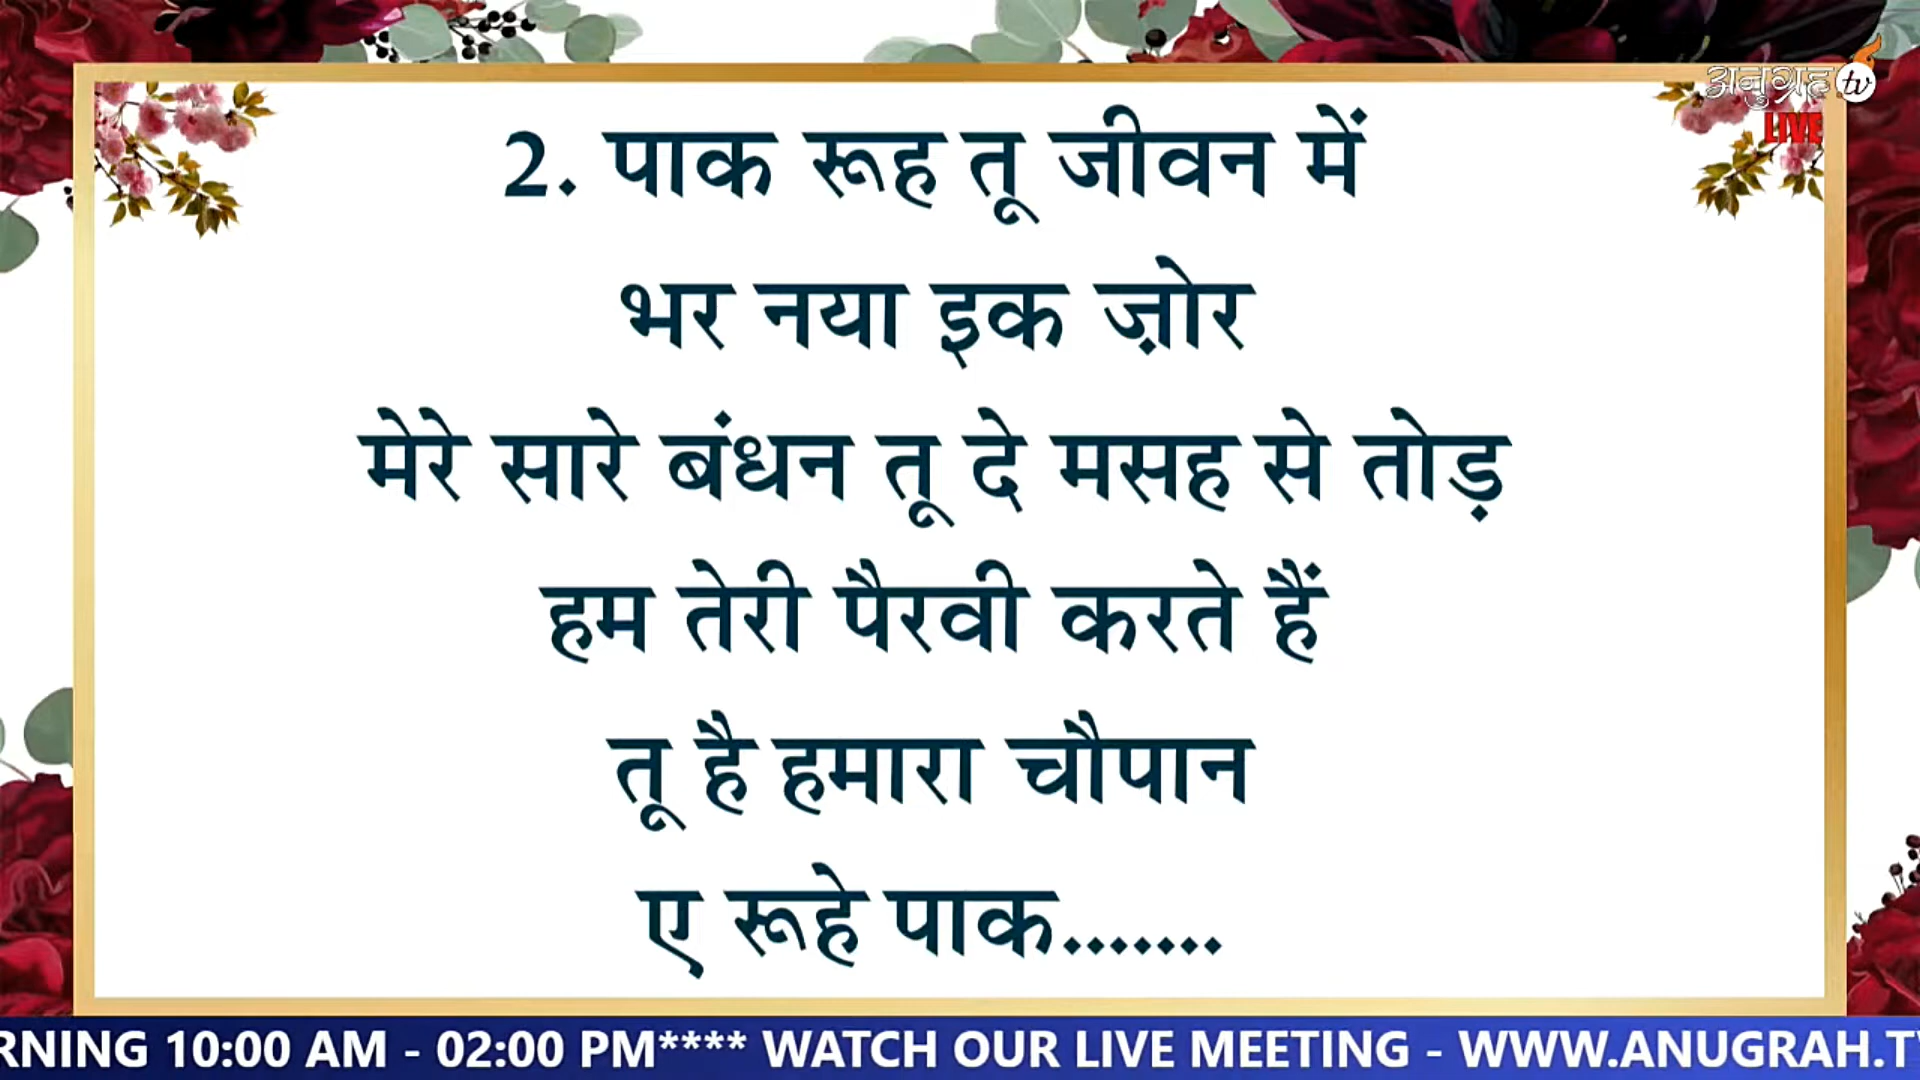 अनुग्रह tv
LIVE
2. पाक रूह तू जीवन में
भर नया इक ज़ोर
मेरे सारे बंधन तू दे मसह से तोड़
हम तेरी पैरवी करते हैं
तू है हमारा चौपान
ए रूहे पाक.......
RNING 10:00 AM - 02:00 PM**** WATCH OUR LIVE MEETING - WWW.ANUGRAH.TV